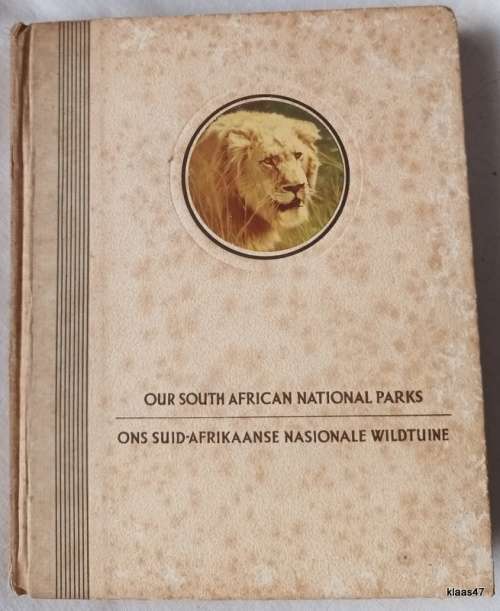 OUR SOUTH AFRICAN NATIONAL PARKS
ONS SUID-AFRIKAANSE NASIONALE WILDTUINE
klaas47